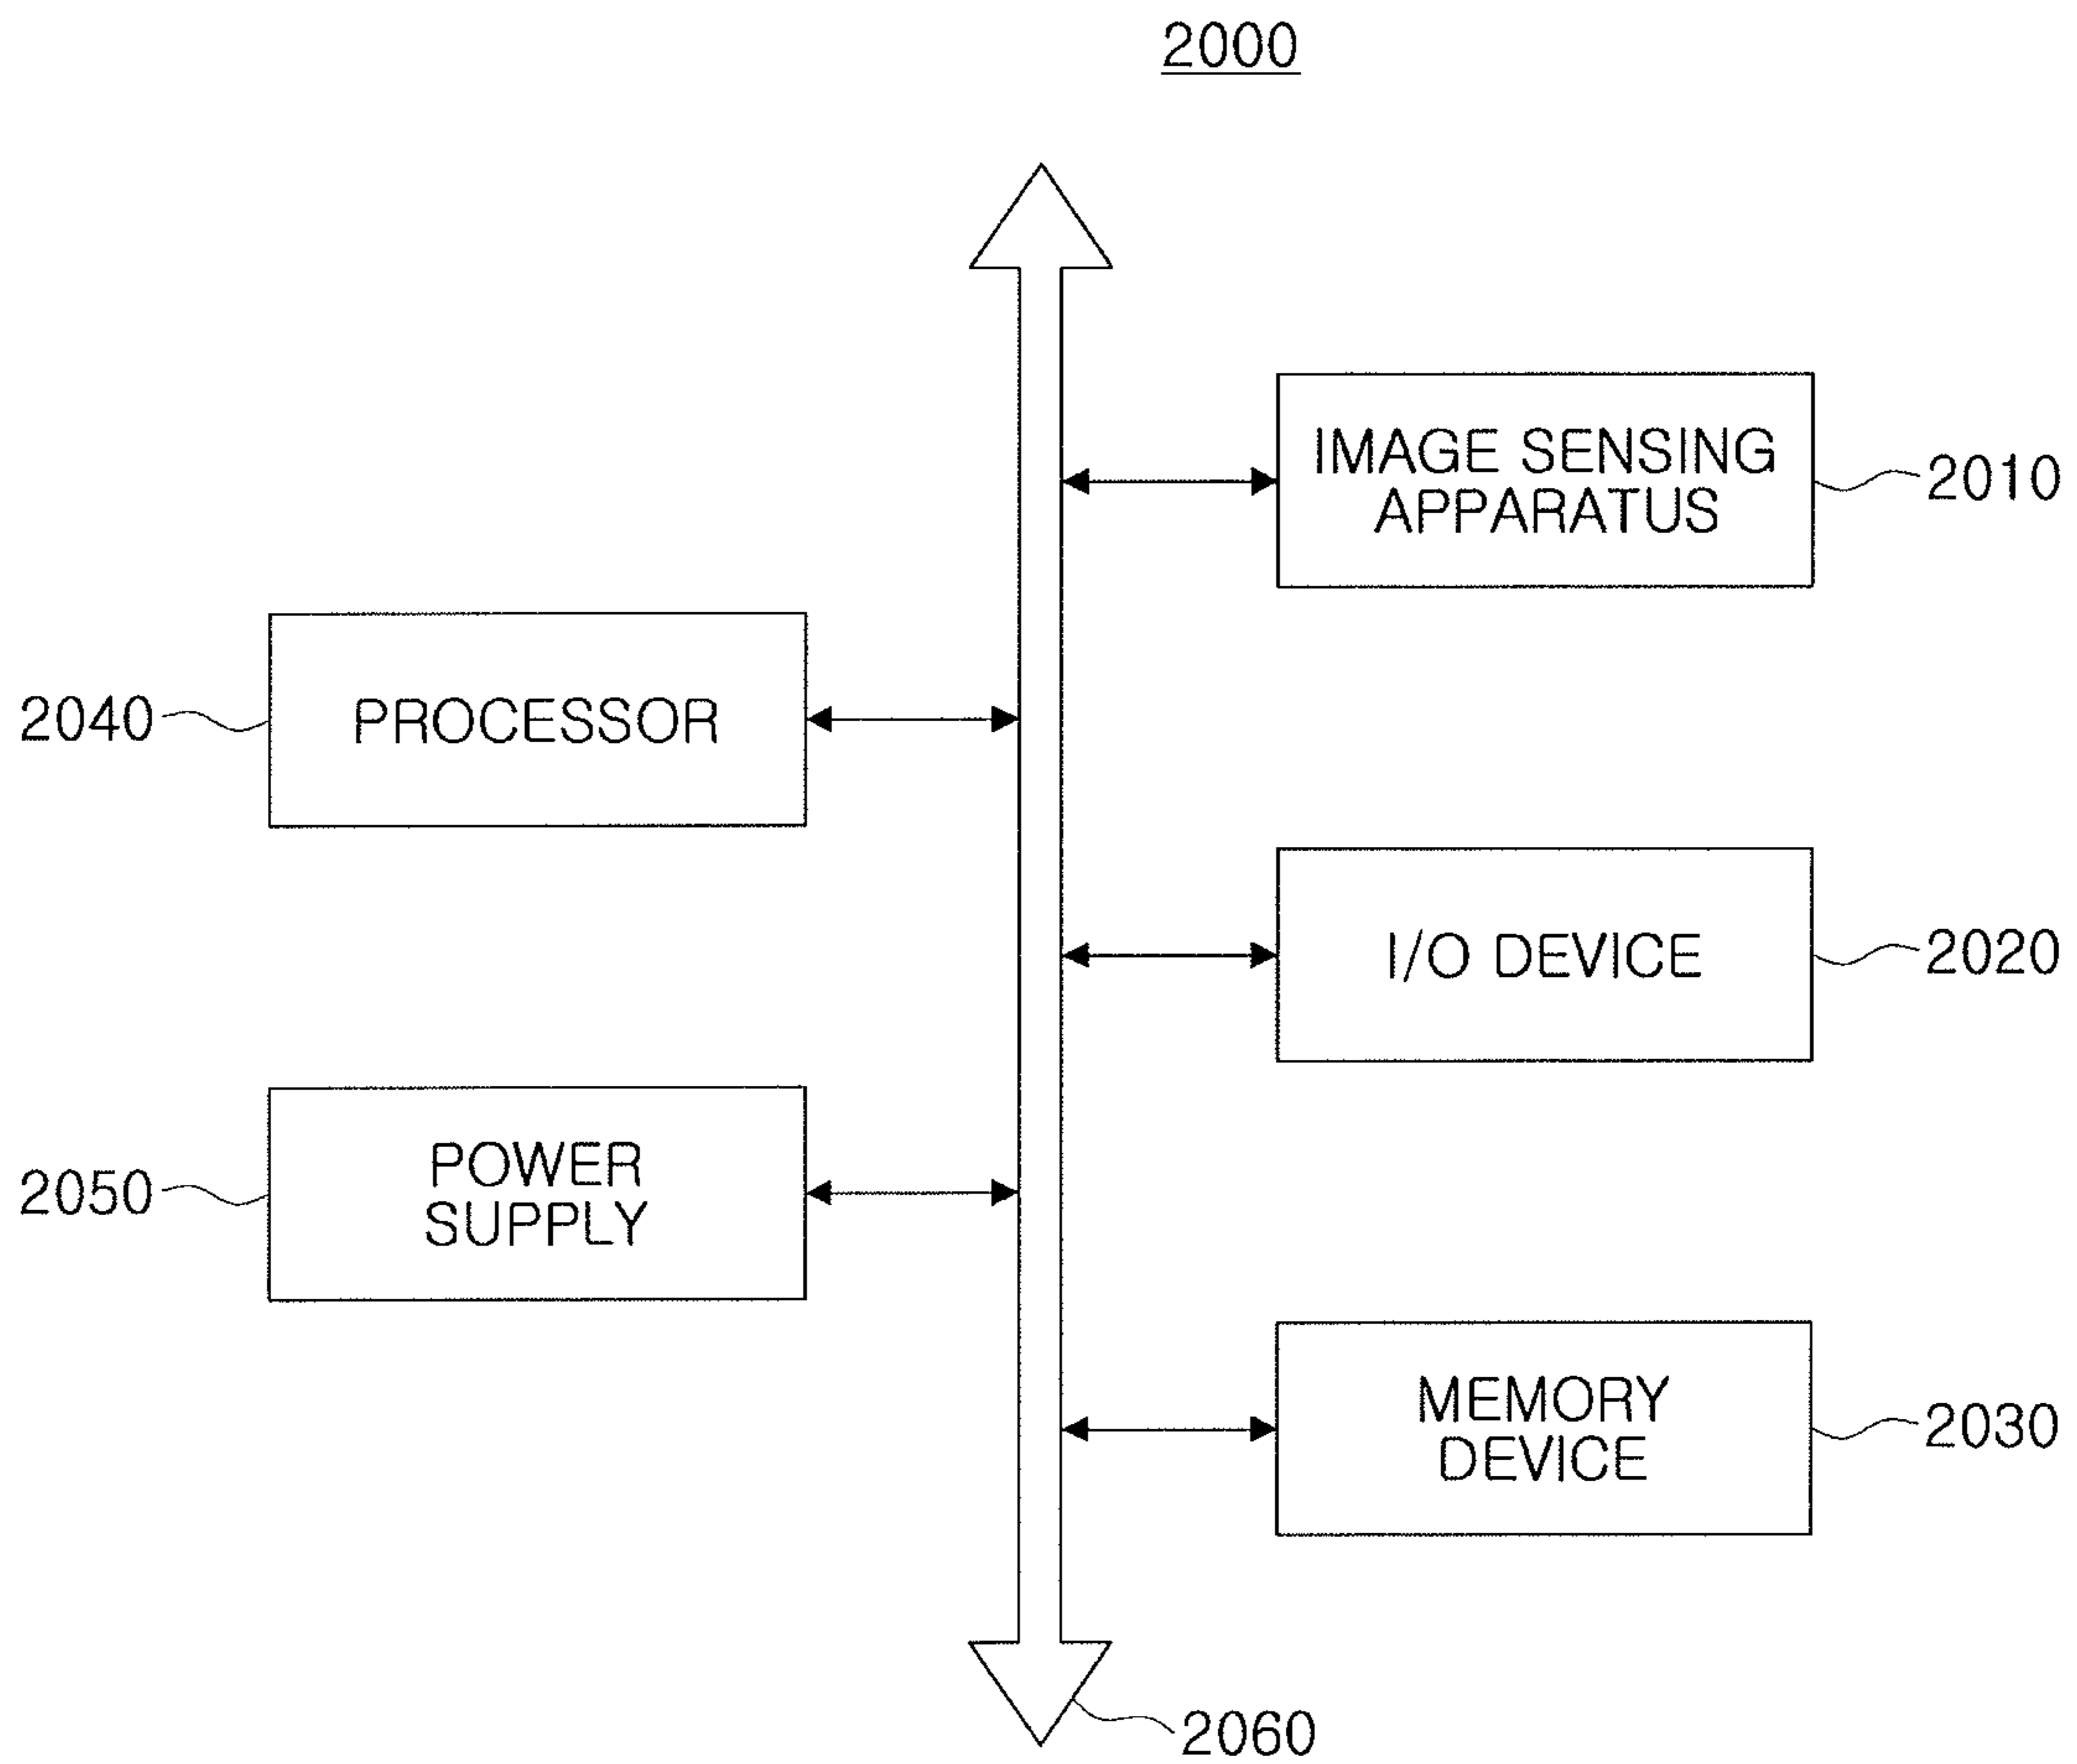 2000
IMAGE SENSING
APPARATUS
2010
2040
PROCESSOR
I/O DEVICE
2020
2050
POWER
SUPPLY
MEMORY
DEVICE
2030
2060